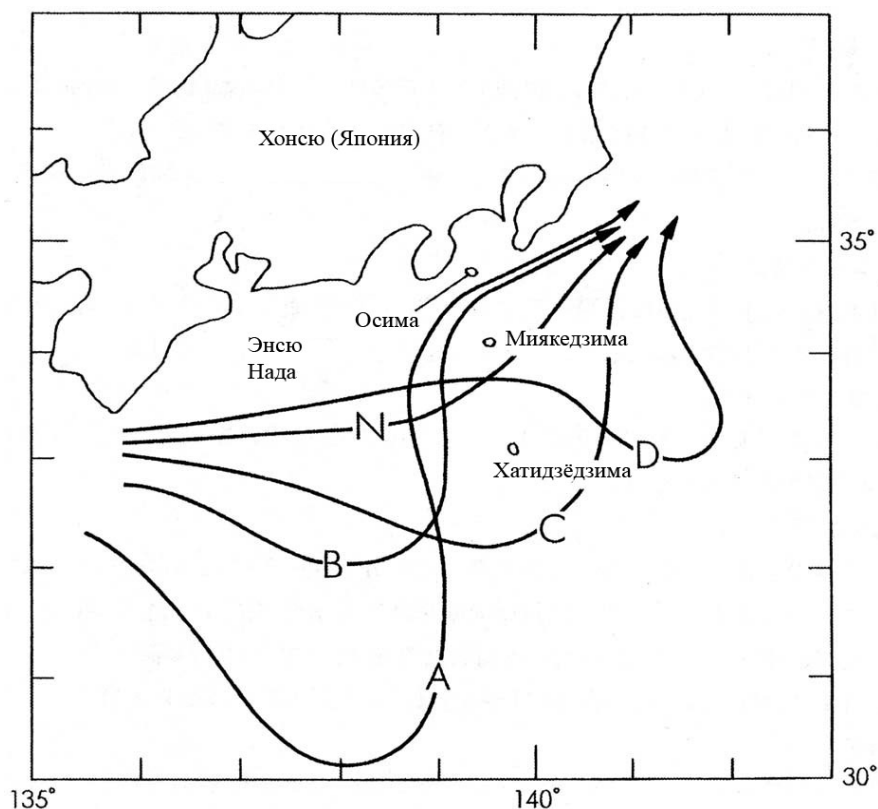 Хонсю (Япония)
35°
Осима
Миякедзима
Энсю
Нада
N
D
Хатидзёдзима
C
B
A
30°
135°
140°